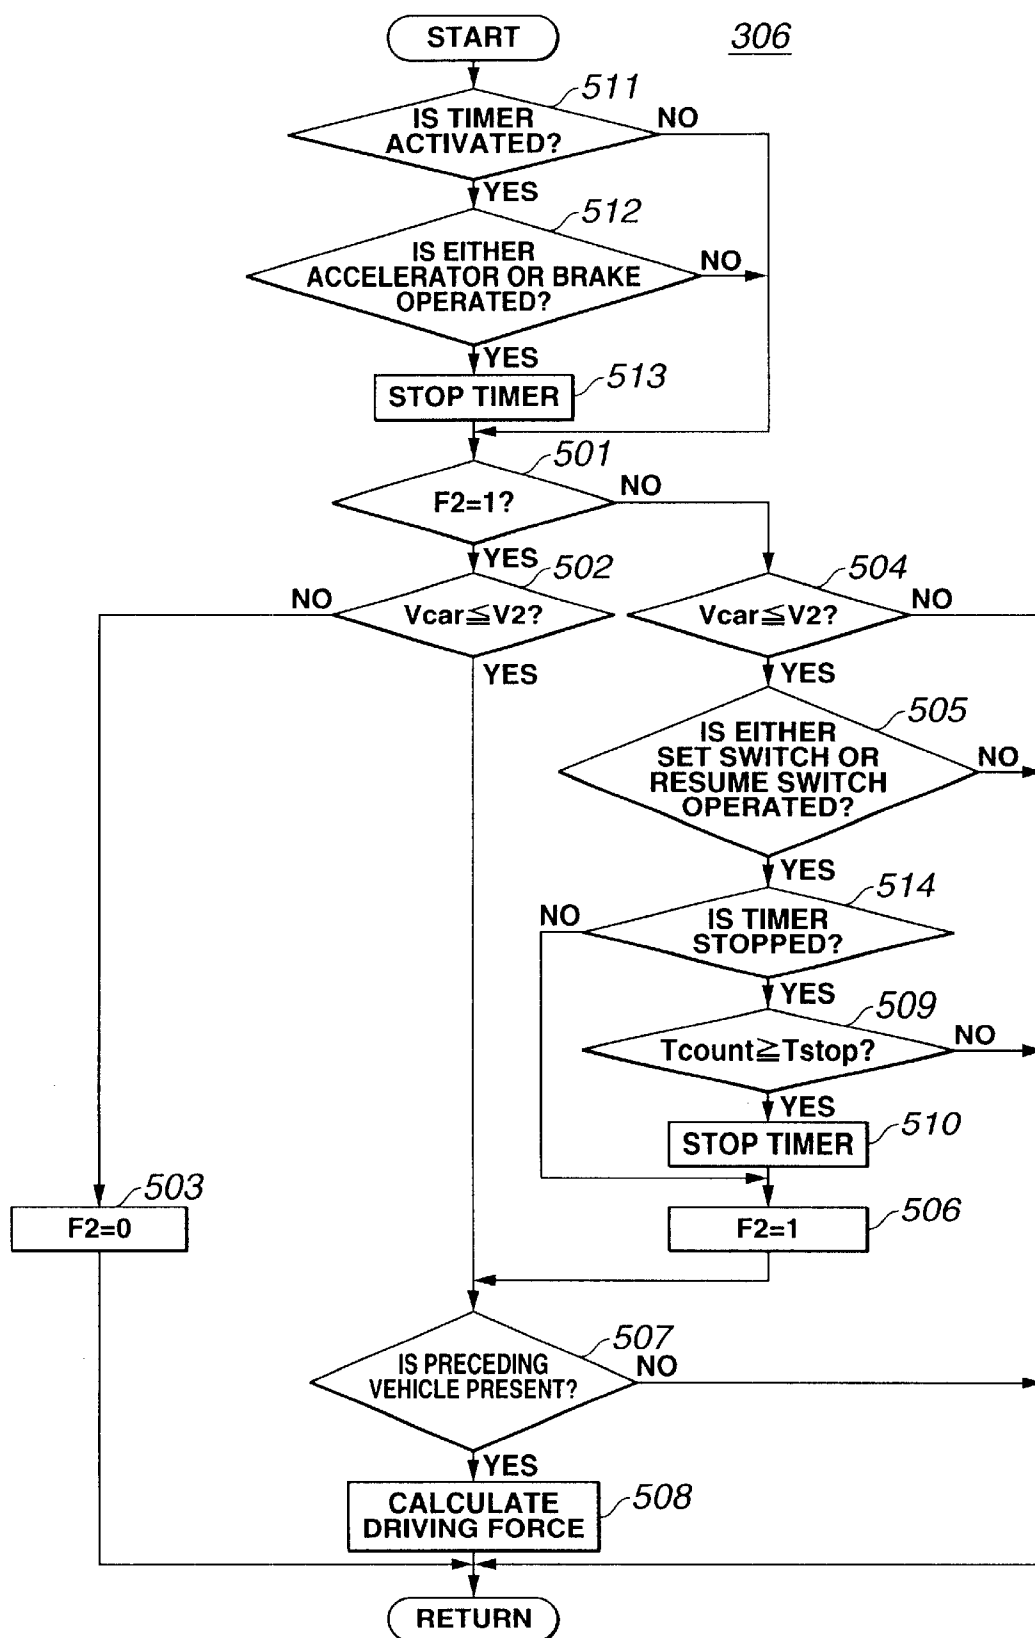 306
START
511
IS TIMER
ACTIVATED?
NO
YES
512
IS EITHER
ACCELERATOR OR BRAKE
OPERATED?
NO
YES
513
STOP TIMER
501
F2=1?
NO
YES
502
Vcar≦V2?
NO
YES
504
Vcar≦V2?
NO
YES
505
IS EITHER
SET SWITCH OR
RESUME SWITCH
OPERATED?
NO
YES
514
IS TIMER
STOPPED?
NO
YES
509
Tcount≧Tstop?
NO
YES
510
STOP TIMER
503
F2=0
506
F2=1
507
IS PRECEDING
VEHICLE PRESENT?
NO
YES
508
CALCULATE
DRIVING FORCE
RETURN